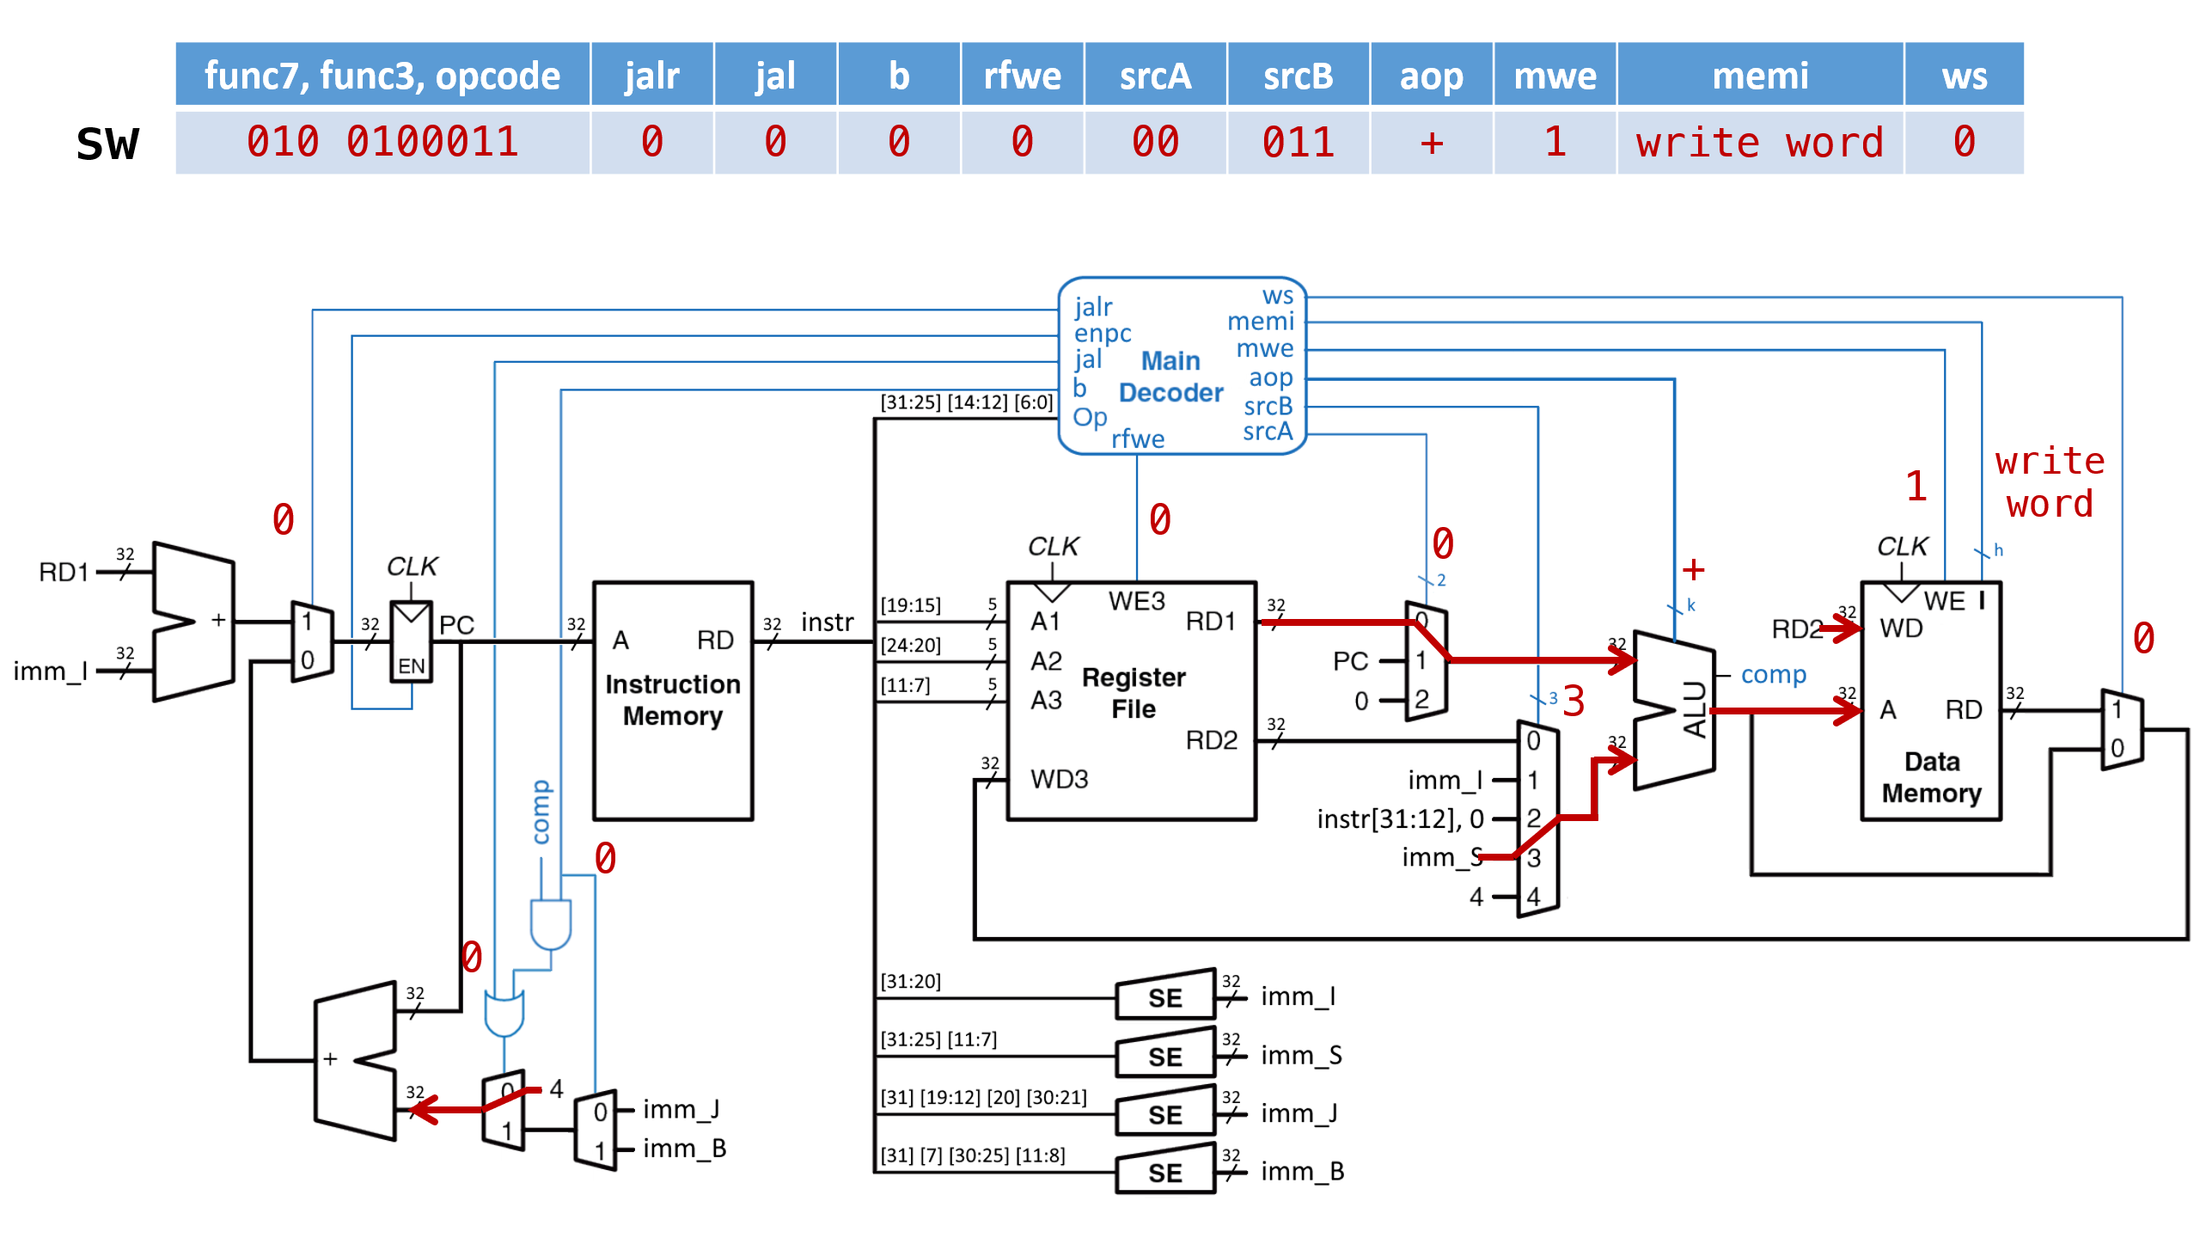 func7, func3, opcode jalr jal b rfwe srcA srcB aop mwe memi ws
SW 010 0100011 0 0 0 0 00 011 + 1 write word 0
jalr
enpc
jal
b
Op
rfwe
Main
Decoder
ws
memi
mwe
aop
srcB
srcA
[31:25] [14:12] [6:0]
0
RD1
32
imm_I
32
+
1
0
32
CLK
PC
EN
32
A
RD
Instruction
Memory
32
instr
[19:15]
5
[24:20]
5
[11:7]
5
0
CLK
WE3
A1
A2
A3
WD3
32
RD1
RD2
Register
File
32
32
0
2
0
PC
1
0
2
3
3
0
imm_I
1
instr[31:12], 0
2
imm_S
3
4
4
+
k
32
32
ALU
comp
1
write
word
h
CLK
WE I
RD2
32
WD
32
A
RD
Data
Memory
32
0
1
0
comp
0
0
32
+
32
0
4
1
0
imm_J
1
imm_B
[31:20]
SE
32
imm_I
[31:25] [11:7]
SE
32
imm_S
[31] [19:12] [20] [30:21]
SE
32
imm_J
[31] [7] [30:25] [11:8]
SE
32
imm_B